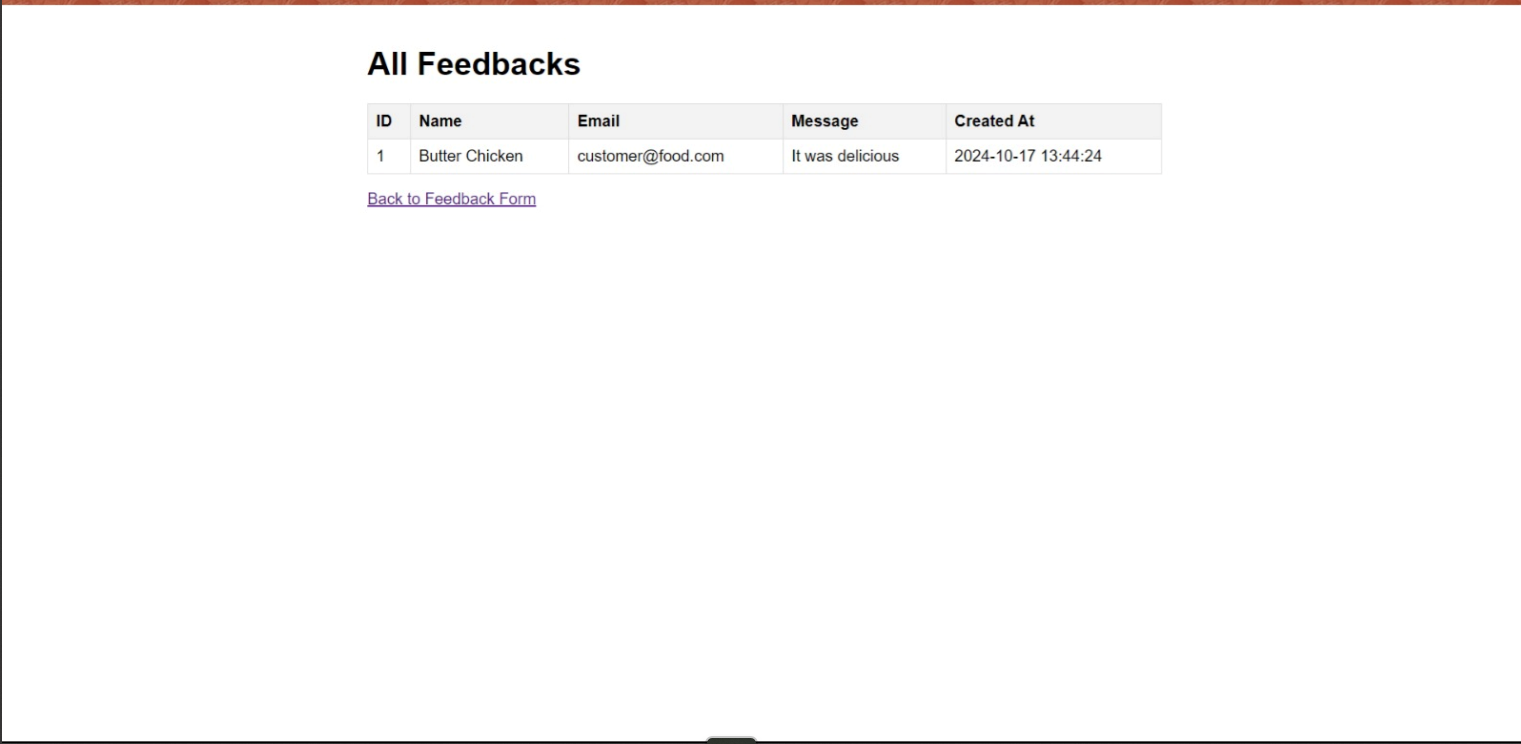 All Feedbacks
ID Name Email Message Created At
1 Butter Chicken customer@food.com It was delicious 2024-10-17 13:44:24
Back to Feedback Form